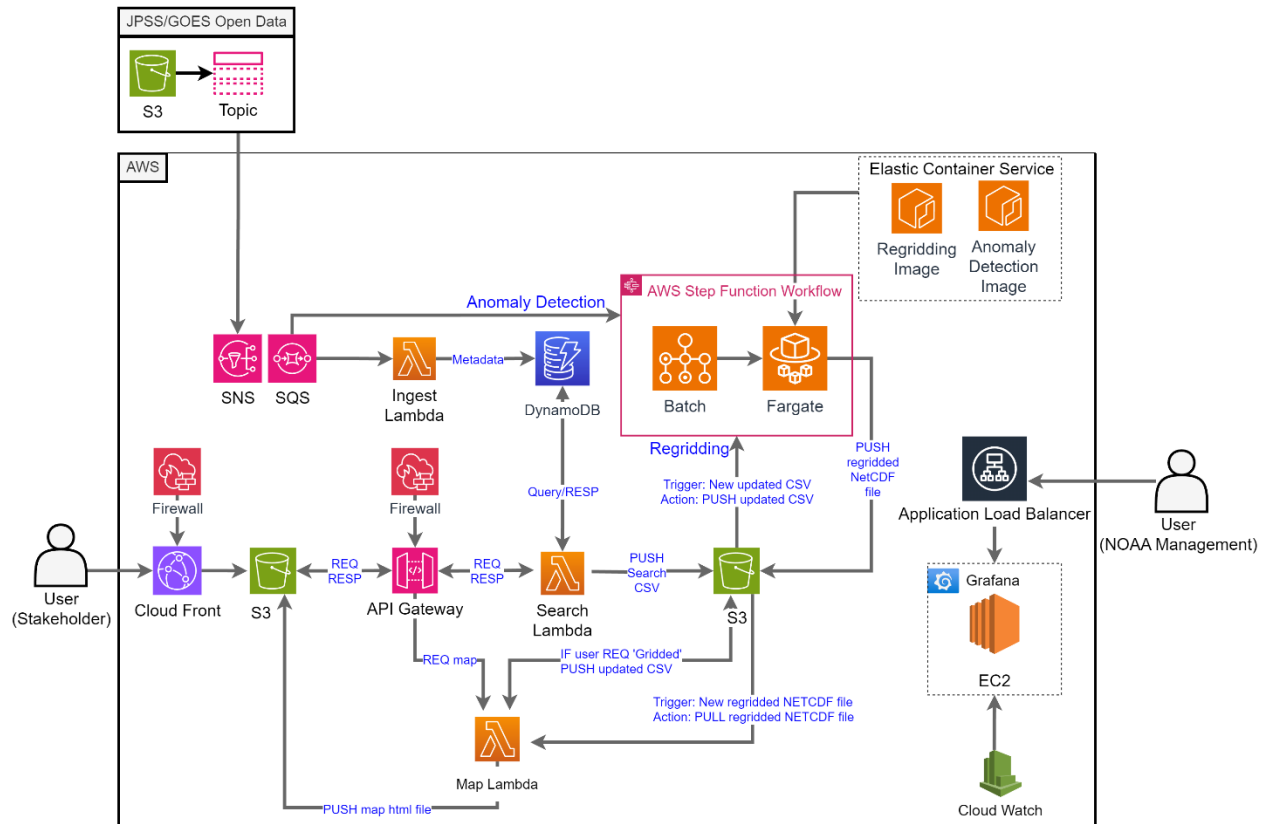 JPSS/GOES Open Data
S3
Topic
AWS
Elastic Container Service
Regridding
Image
Anomaly
Detection
Image
AWS Step Function Workflow
Anomaly Detection
Batch
Fargate
SNS
SQS
Ingest
Lambda
Metadata
DynamoDB
Regridding
PUSH
regridded
NetCDF
file
Trigger: New updated CSV
Action: PUSH updated CSV
Query/RESP
Firewall
Firewall
Application Load Balancer
User
(NOAA Management)
User
(Stakeholder)
Cloud Front
S3
REQ
RESP
API Gateway
REQ
RESP
Search
Lambda
PUSH
Search
CSV
S3
Grafana
EC2
REQ map
IF user REQ 'Gridded'
PUSH updated CSV
Trigger: New regridded NETCDF file
Action: PULL regridded NETCDF file
Map Lambda
PUSH map html file
Cloud Watch